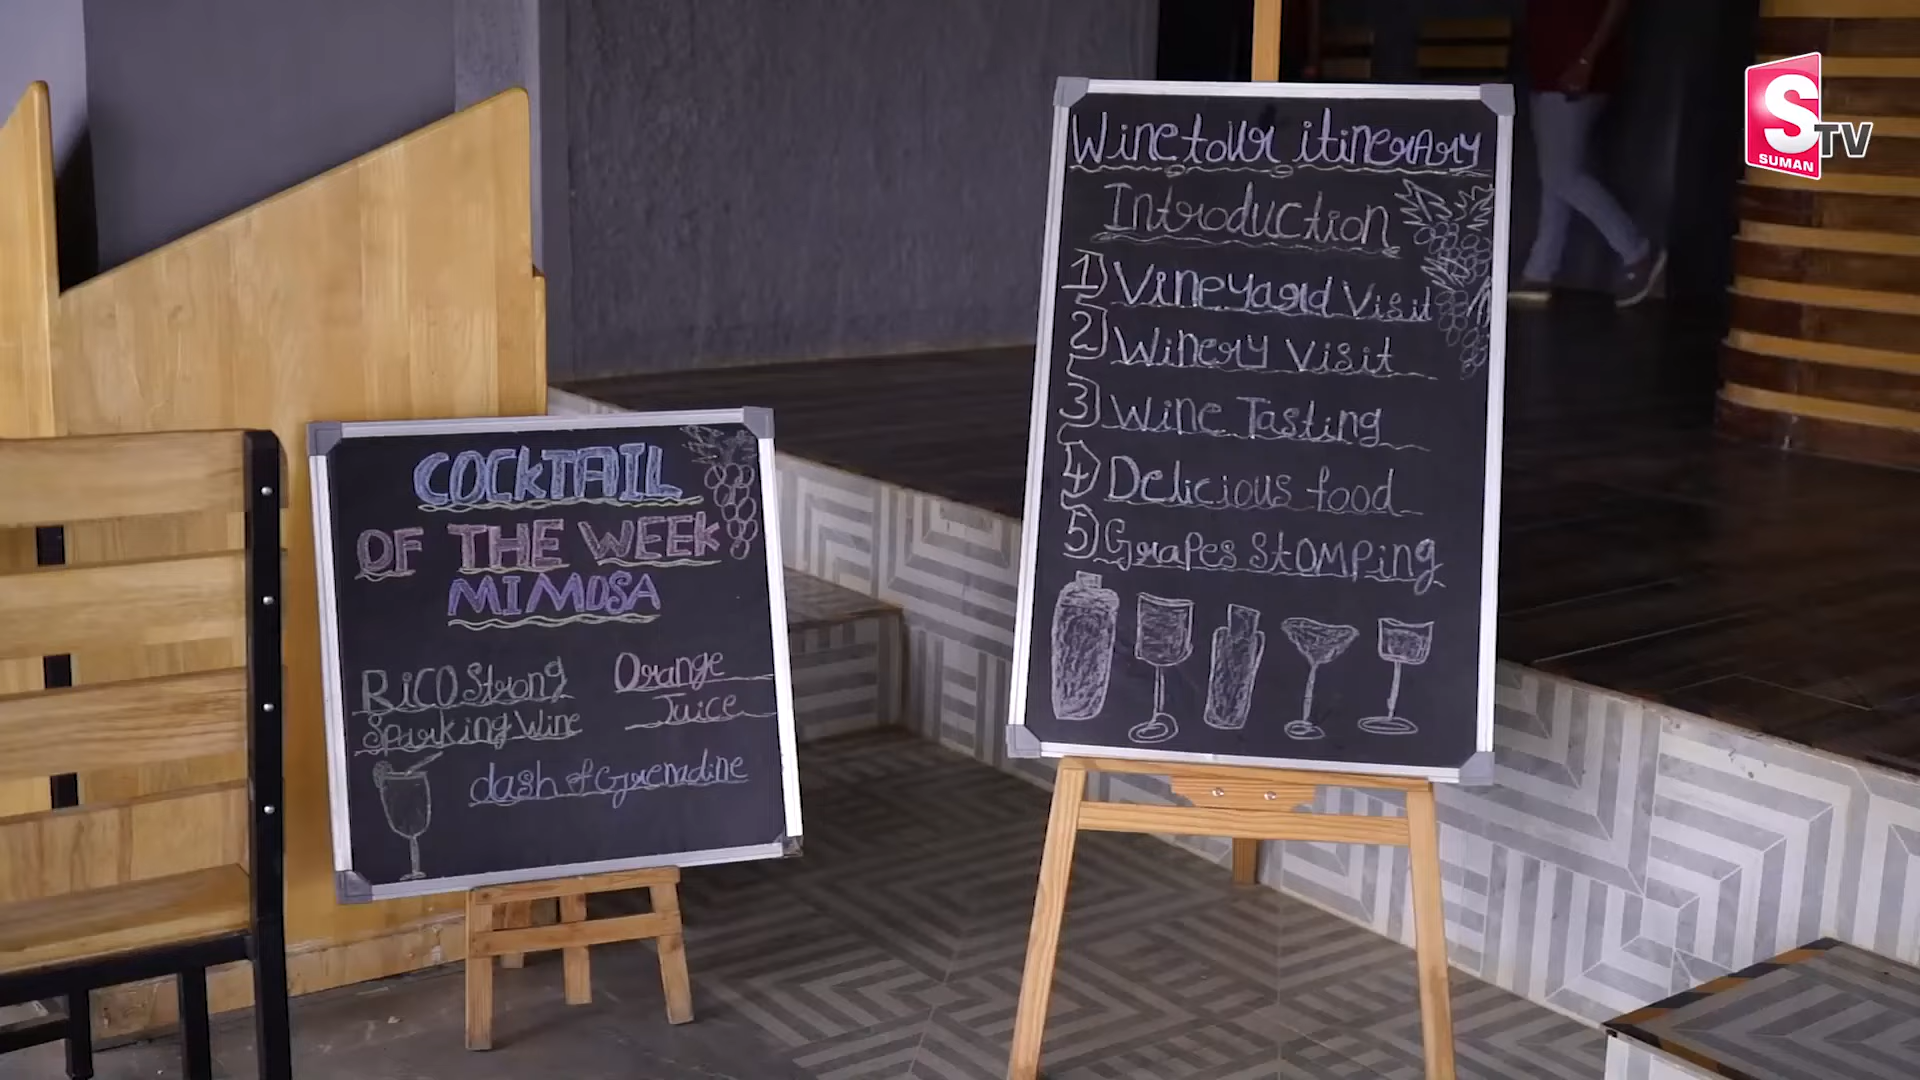 COCKTAIL
OF THE WEEK
MIMOSA
RiCO Strong
Sparking Wine
Orange
Juice
dash of Grenadine
Wine tour itinerary
Introduction
1) Vineyard Visit
2) Winery Visit
3) Wine Tasting
4) Delicious food
5) Grapes Stomping
S
SUMAN
TV